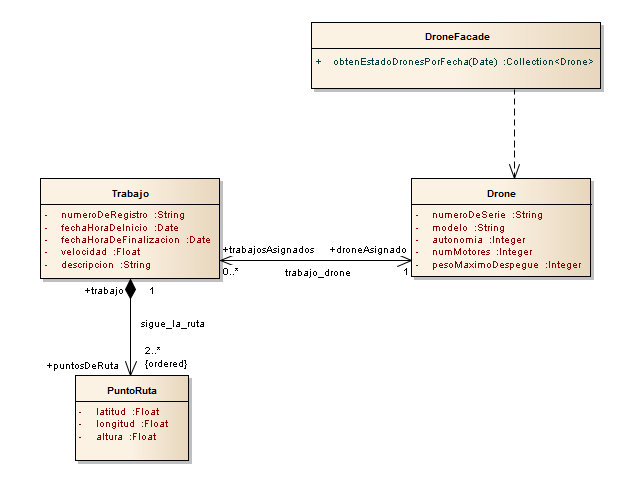 DroneFacade
+ obtenEstadoDronesPorFecha(Date) :Collection<Drone>
Trabajo
- numeroDeRegistro :String
- fechaHoraDeInicio :Date
- fechaHoraDeFinalizacion :Date
- velocidad :Float
- descripcion :String
Drone
- numeroDeSerie :String
- modelo :String
- autonomia :Integer
- numMotores :Integer
- pesoMaximoDespegue :Integer
+trabajosAsignados +droneAsignado
0..* trabajo_drone 1
+trabajo 1
sigue_la_ruta
2..*
+puntosDeRuta {ordered}
PuntoRuta
- latitud :Float
- longitud :Float
- altura :Float